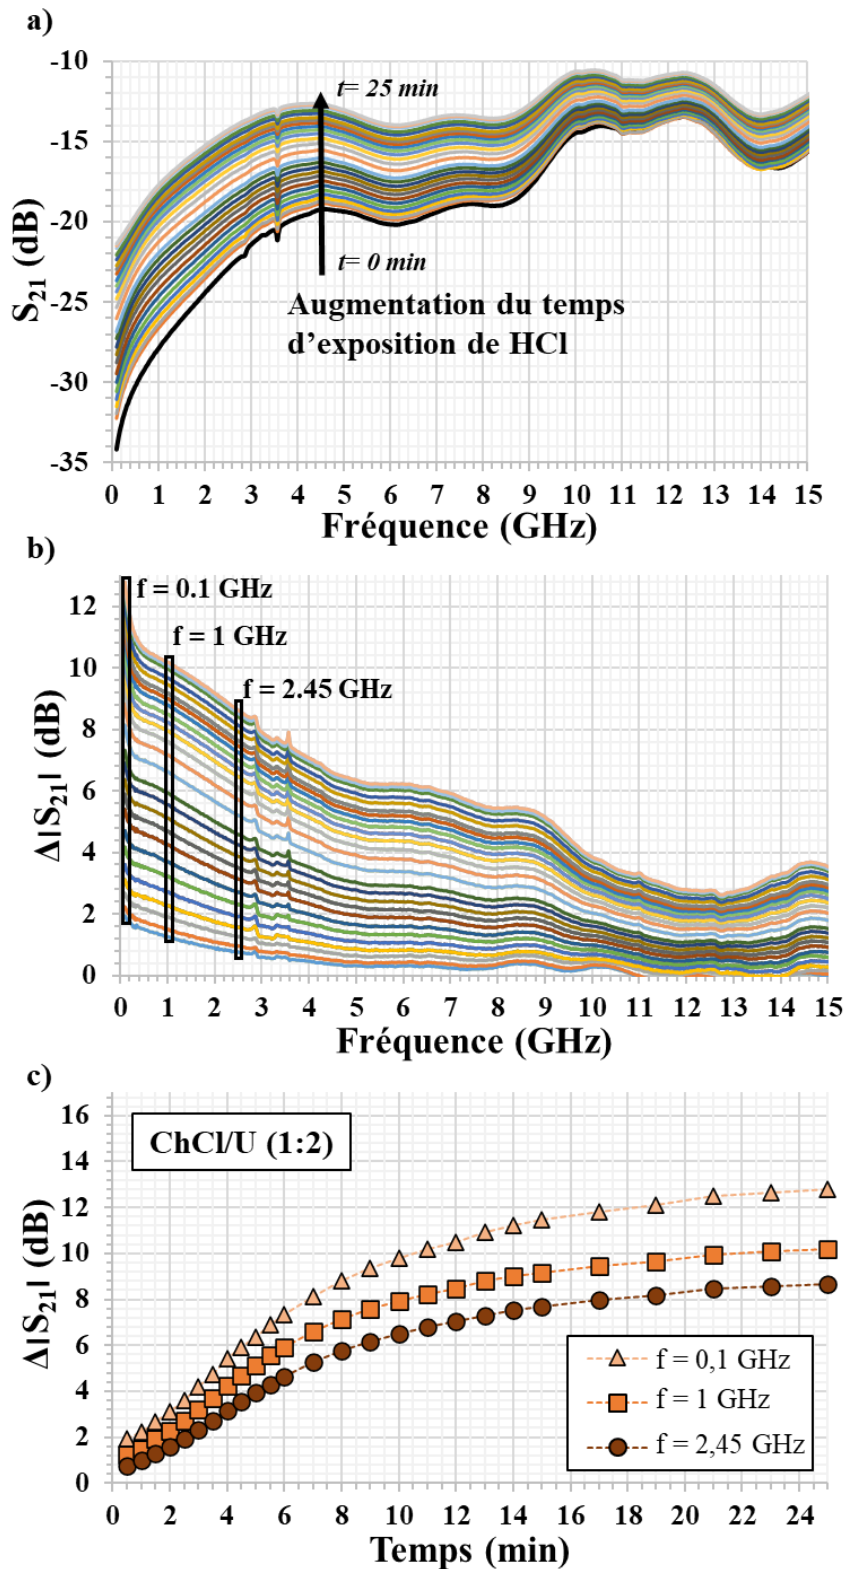 a)
-10
-15
-20
-25
-30
-35
S21 (dB)
t= 25 min
t= 0 min
Augmentation du temps
d'exposition de HCl
0 1 2 3 4 5 6 7 8 9 10 11 12 13 14 15
Fréquence (GHz)
b)
12
10
8
6
4
2
0
Δ|S21| (dB)
f = 0.1 GHz
f = 1 GHz
f = 2.45 GHz
0 1 2 3 4 5 6 7 8 9 10 11 12 13 14 15
Fréquence (GHz)
c)
16
14
12
10
8
6
4
2
0
Δ|S21| (dB)
ChCl/U (1:2)
f = 0,1 GHz
f = 1 GHz
f = 2,45 GHz
0 2 4 6 8 10 12 14 16 18 20 22 24
Temps (min)